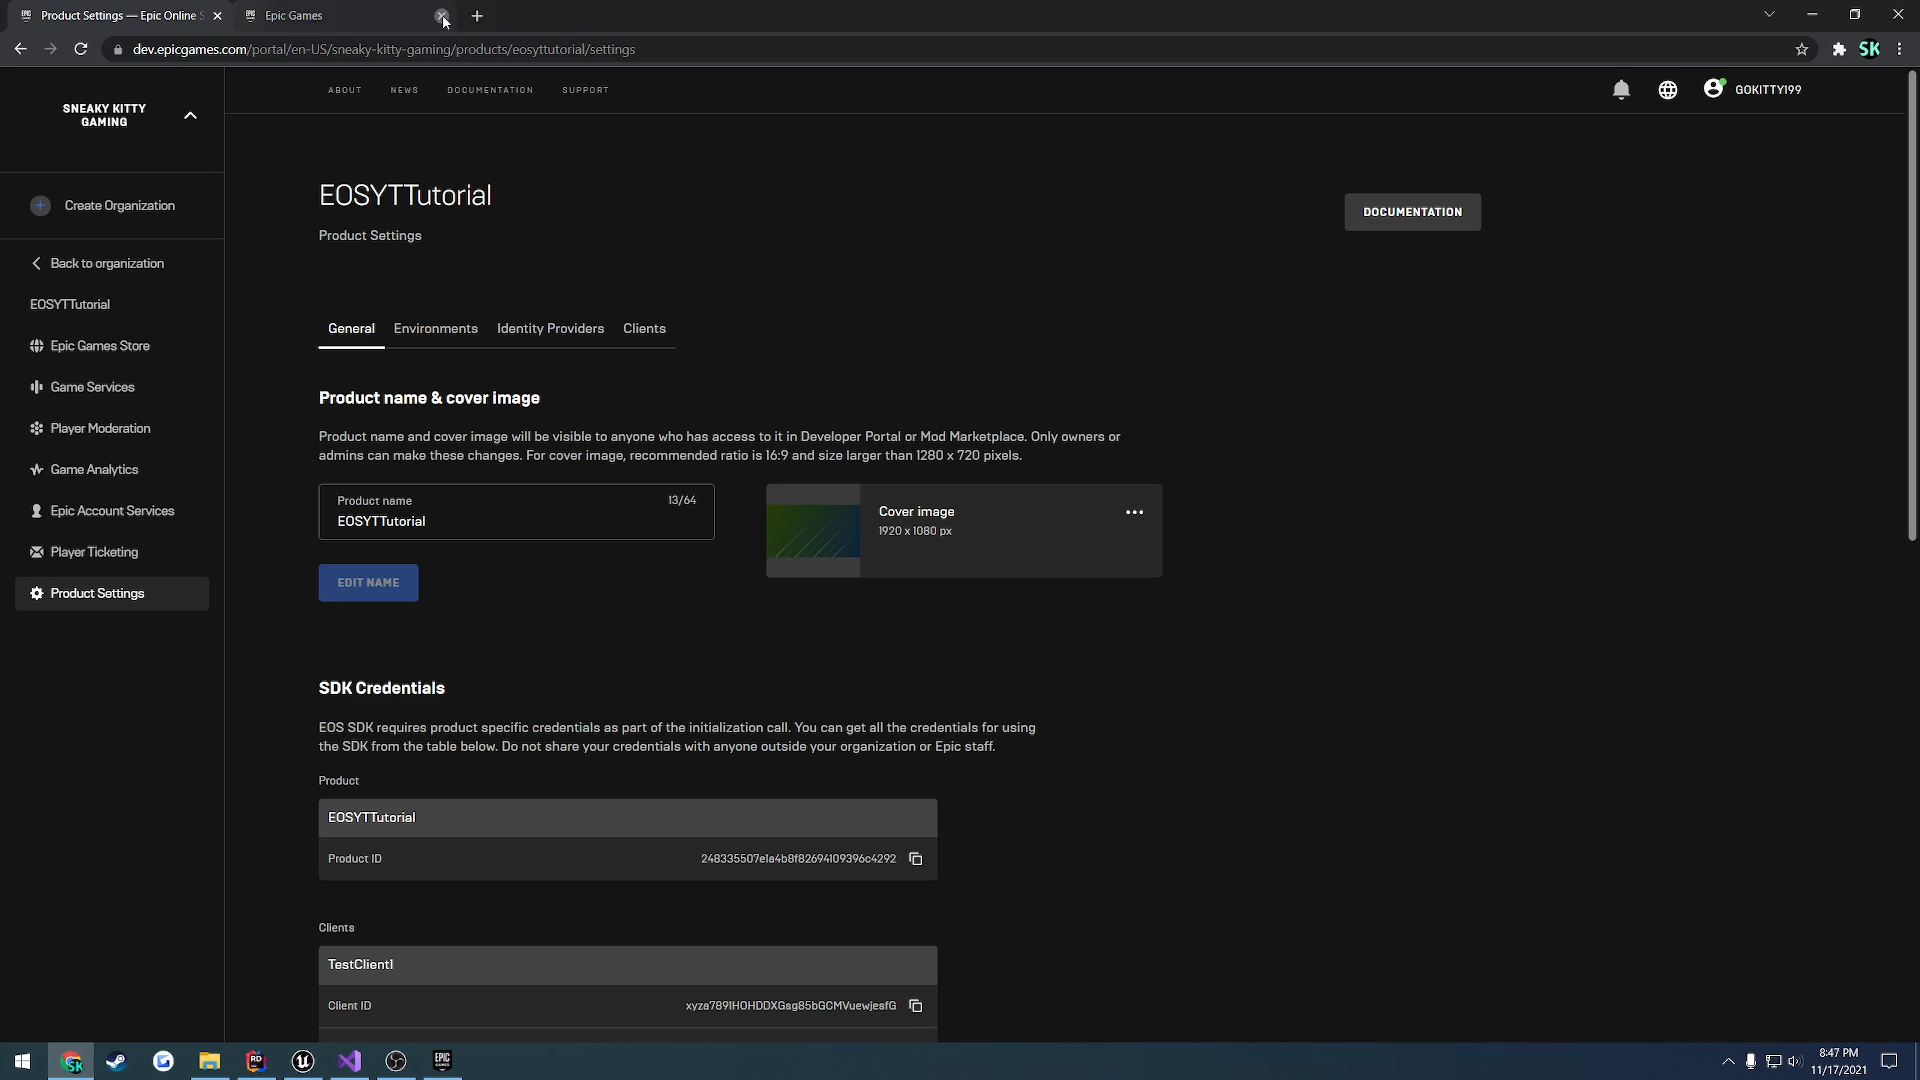 Product Settings — Epic Online S
Epic Games
dev.epicgames.com/portal/en-US/sneaky-kitty-gaming/products/eosyttutorial/settings
SK
SNEAKY KITTY
GAMING
ABOUT
NEWS
DOCUMENTATION
SUPPORT
GOKITTY199
Create Organization
Back to organization
EOSYTTutorial
Epic Games Store
Game Services
Player Moderation
Game Analytics
Epic Account Services
Player Ticketing
Product Settings
EOSYTTutorial
Product Settings
DOCUMENTATION
General
Environments
Identity Providers
Clients
Product name & cover image
Product name and cover image will be visible to anyone who has access to it in Developer Portal or Mod Marketplace. Only owners or
admins can make these changes. For cover image, recommended ratio is 16:9 and size larger than 1280 x 720 pixels.
Product name
13/64
EOSYTTutorial
Cover image
1920 x 1080 px
EDIT NAME
SDK Credentials
EOS SDK requires product specific credentials as part of the initialization call. You can get all the credentials for using
the SDK from the table below. Do not share your credentials with anyone outside your organization or Epic staff.
Product
EOSYTTutorial
Product ID
248335507e1a4b8f82694109396c4292
Clients
TestClient1
Client ID
xyza7891HOHDDXGsg85bGCMVuewjesfG
8:47 PM
11/17/2021